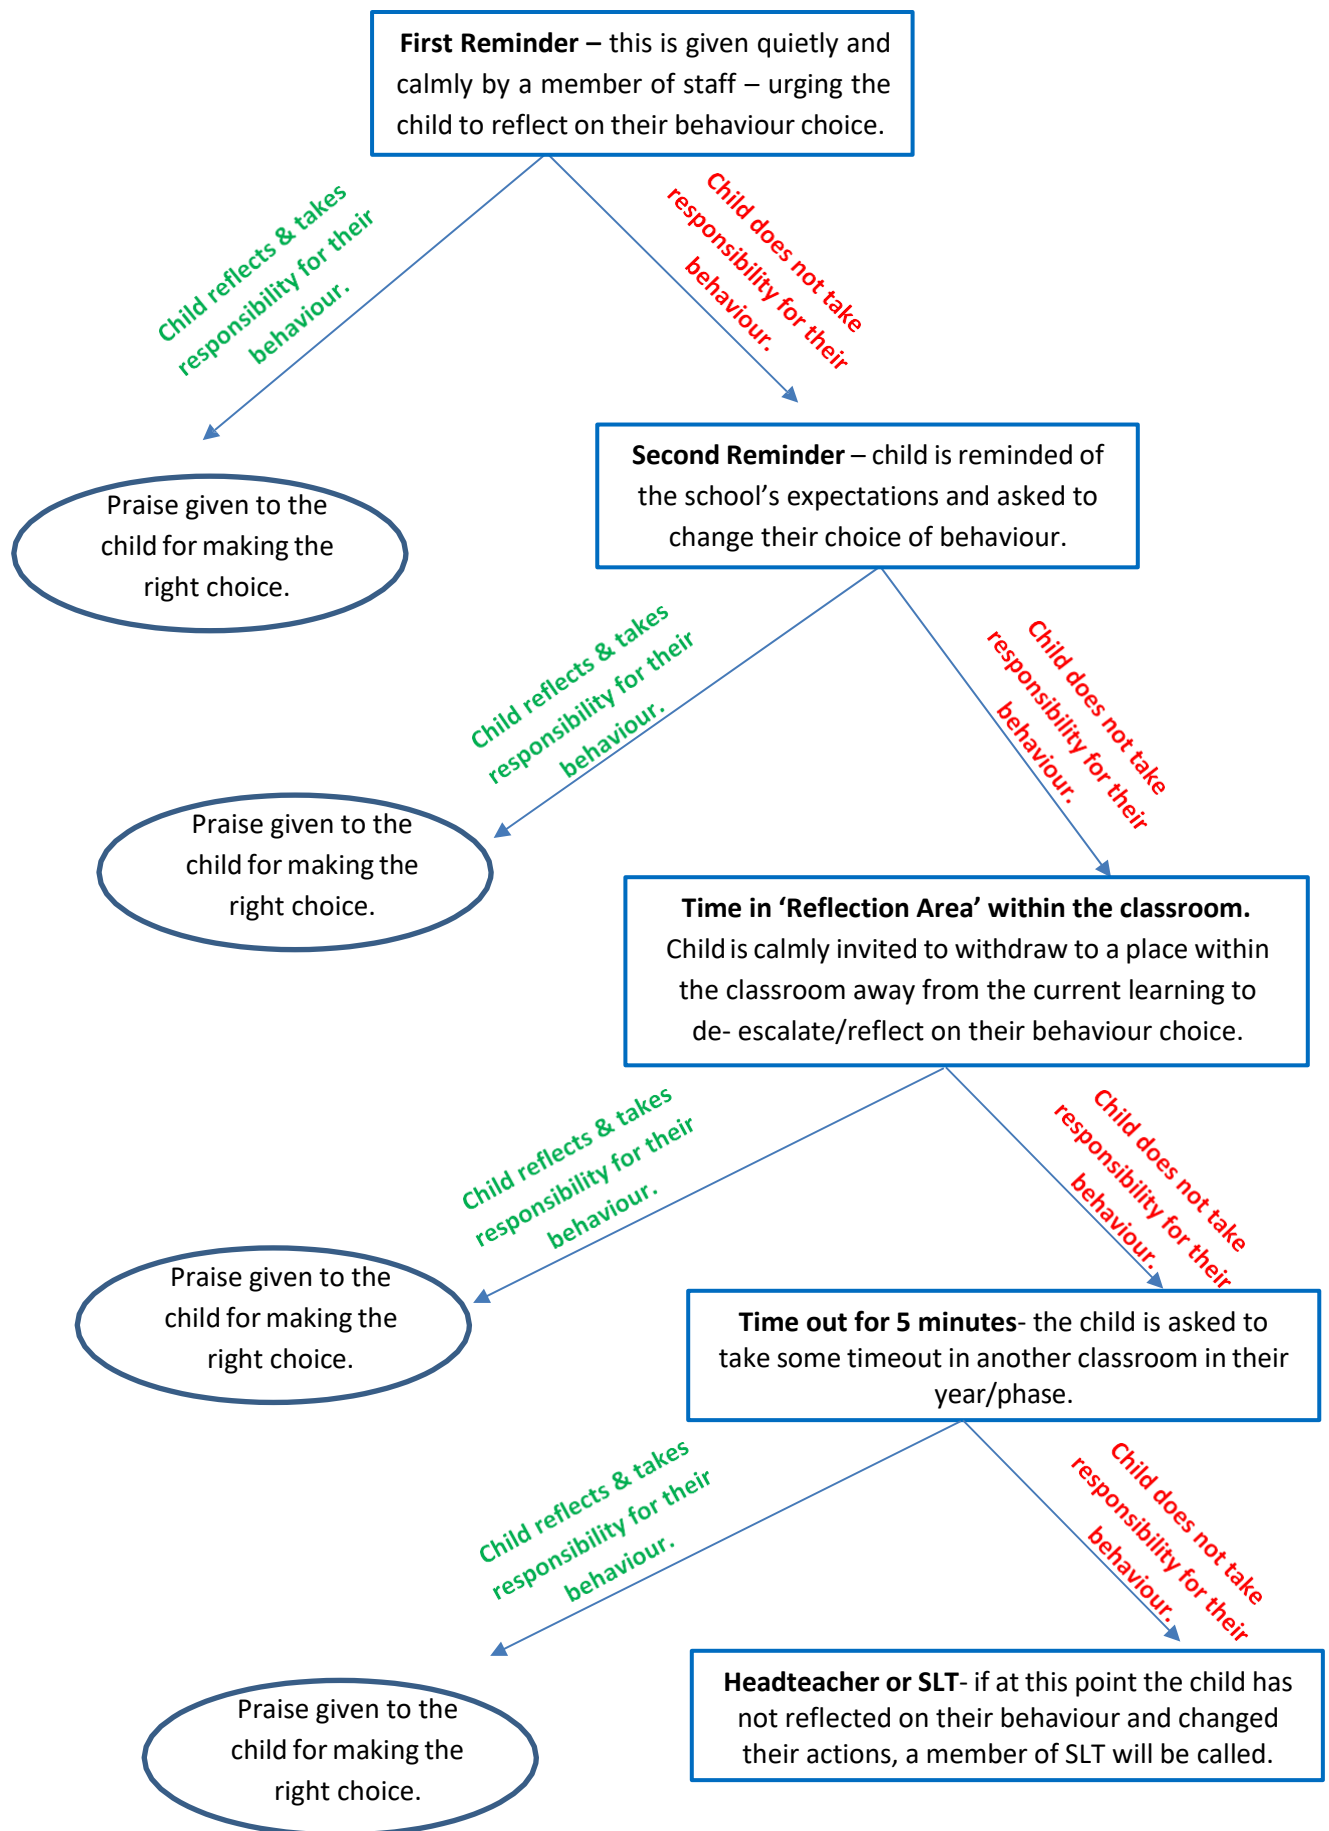 First Reminder – this is given quietly and
calmly by a member of staff – urging the
child to reflect on their behaviour choice.
Child reflects & takes
responsibility for their
behaviour.
Child does not take
responsibility for their
behaviour.
Praise given to the
child for making the
right choice.
Second Reminder – child is reminded of
the school’s expectations and asked to
change their choice of behaviour.
Child reflects & takes
responsibility for their
behaviour.
Child does not take
responsibility for their
behaviour.
Praise given to the
child for making the
right choice.
Time in ‘Reflection Area’ within the classroom.
Child is calmly invited to withdraw to a place within
the classroom away from the current learning to
de- escalate/reflect on their behaviour choice.
Child reflects & takes
responsibility for their
behaviour.
Child does not take
responsibility for their
behaviour.
Praise given to the
child for making the
right choice.
Time out for 5 minutes- the child is asked to
take some timeout in another classroom in their
year/phase.
Child reflects & takes
responsibility for their
behaviour.
Child does not take
responsibility for their
behaviour.
Praise given to the
child for making the
right choice.
Headteacher or SLT- if at this point the child has
not reflected on their behaviour and changed
their actions, a member of SLT will be called.